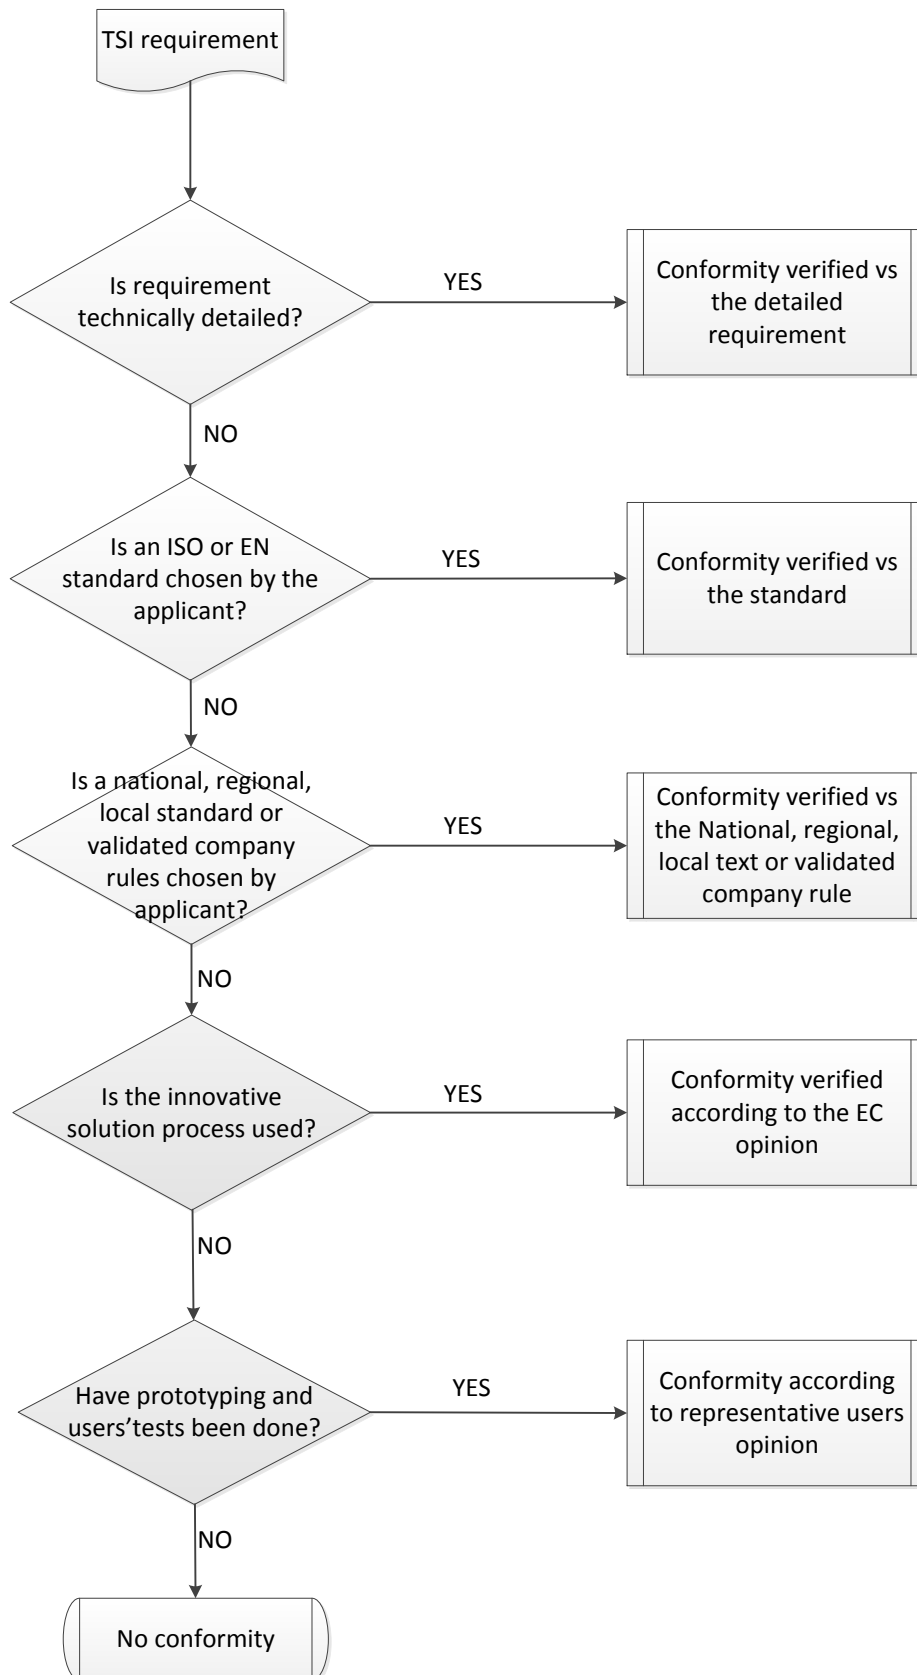 TSI requirement
Is requirement
technically detailed?
YES
Conformity verified vs
the detailed
requirement
NO
Is an ISO or EN
standard chosen by the
applicant?
YES
Conformity verified vs
the standard
NO
Is a national, regional,
local standard or
validated company
rules chosen by
applicant?
YES
Conformity verified vs
the National, regional,
local text or validated
company rule
NO
Is the innovative
solution process used?
YES
Conformity verified
according to the EC
opinion
NO
Have prototyping and
users’tests been done?
YES
Conformity according
to representative users
opinion
NO
No conformity